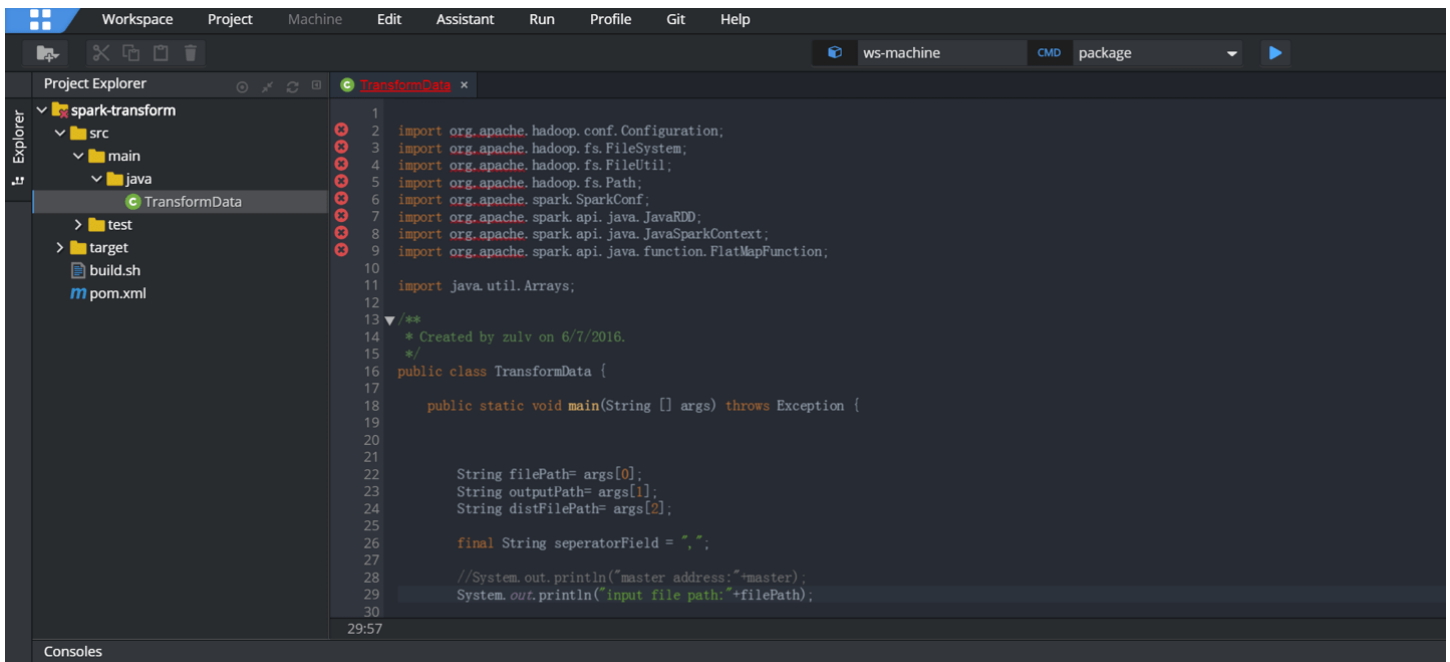 Workspace Project Machine Edit Assistant Run Profile Git Help
ws-machine CMD package
Project Explorer
TransformData ×
Explorer
spark-transform
src
main
java
C TransformData
test
target
build.sh
m pom.xml
1
2 import org.apache.hadoop.conf.Configuration;
3 import org.apache.hadoop.fs.FileSystem;
4 import org.apache.hadoop.fs.FileUtil;
5 import org.apache.hadoop.fs.Path;
6 import org.apache.spark.SparkConf;
7 import org.apache.spark.api.java.JavaRDD;
8 import org.apache.spark.api.java.JavaSparkContext;
9 import org.apache.spark.api.java.function.FlatMapFunction;
10
11 import java.util.Arrays;
12
13 /**
14 * Created by zulv on 6/7/2016.
15 */
16 public class TransformData {
17
18 public static void main(String [] args) throws Exception {
19
20
21
22 String filePath= args[0];
23 String outputPath= args[1];
24 String distFilePath= args[2];
25
26 final String seperatorField = ",";
27
28 //System.out.println("master address:"+master);
29 System.out.println("input file path:"+filePath);
30
29:57
Consoles